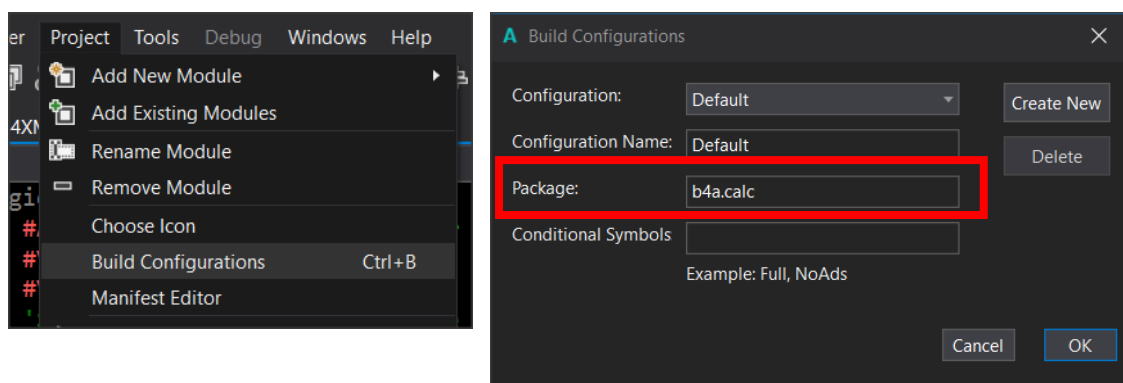 er Project Tools Debug Windows Help
Add New Module
4XM
Add Existing Modules
Rename Module
Remove Module
gi
#
Choose Icon
#
Build Configurations Ctrl+B
#
Manifest Editor
A Build Configurations
Configuration: Default Create New
Configuration Name: Default Delete
Package: b4a.calc
Conditional Symbols
Example: Full, NoAds
Cancel OK